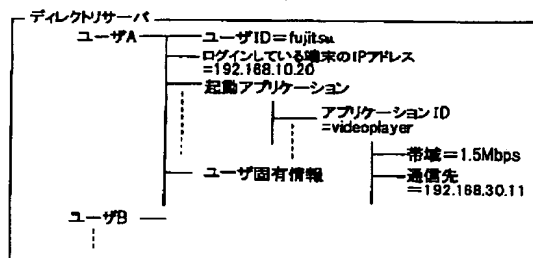 ディレクトリサーバ
ユーザA
ユーザID=fujitsu
ログインしている端末のIPアドレス
=192.168.10.20
起動アプリケーション
アプリケーションID
=videoplayer
帯域=1.5Mbps
ユーザ固有情報
通信先
=192.168.30.11
ユーザB